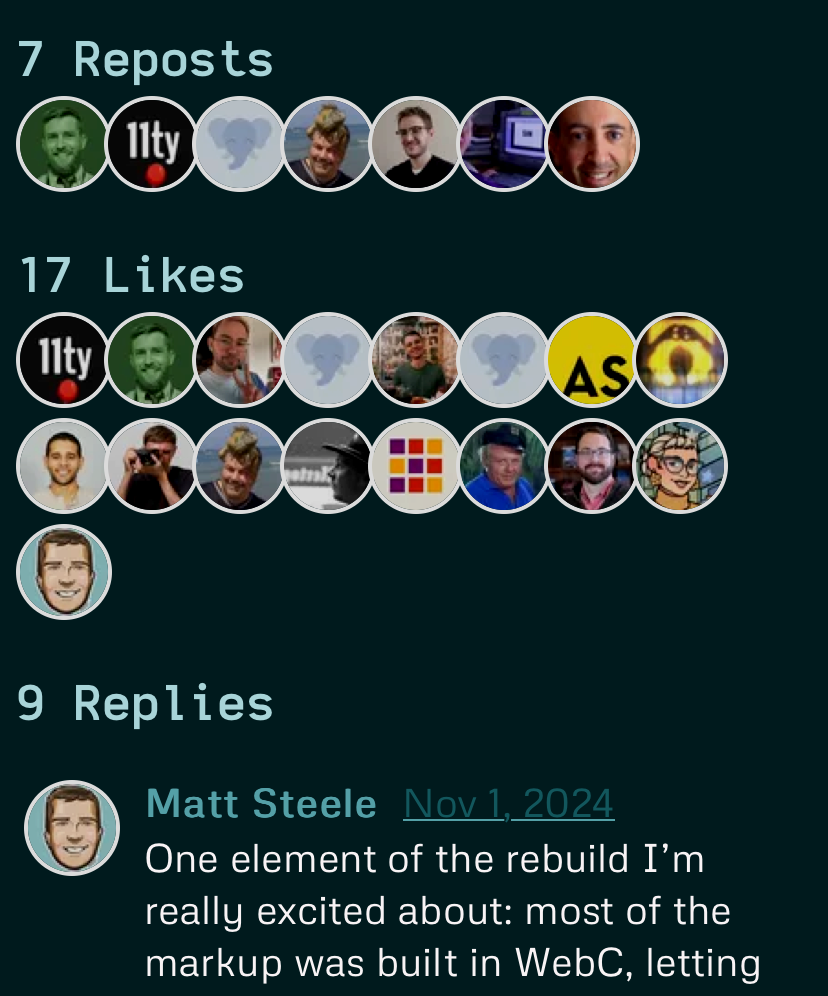 7 Reposts
11ty
17 Likes
11ty
AS
9 Replies
Matt Steele Nov 1, 2024
One element of the rebuild I’m
really excited about: most of the
markup was built in WebC, letting